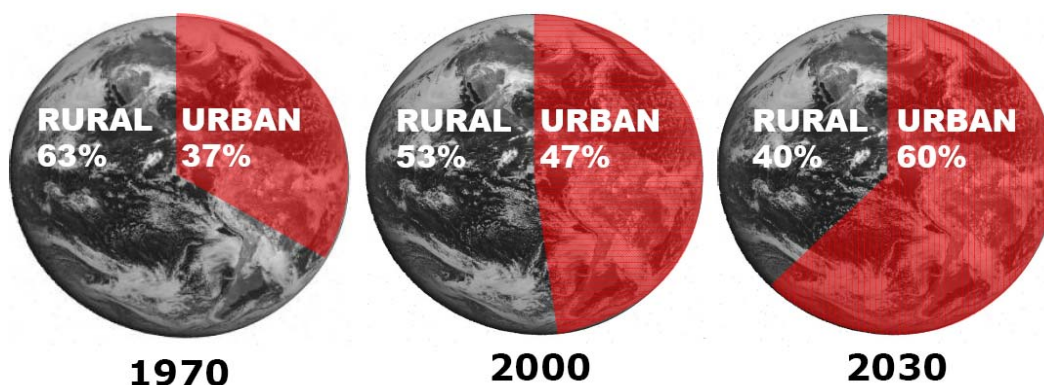 RURAL URBAN
63% 37%
RURAL URBAN
53% 47%
RURAL URBAN
40% 60%
1970
2000
2030